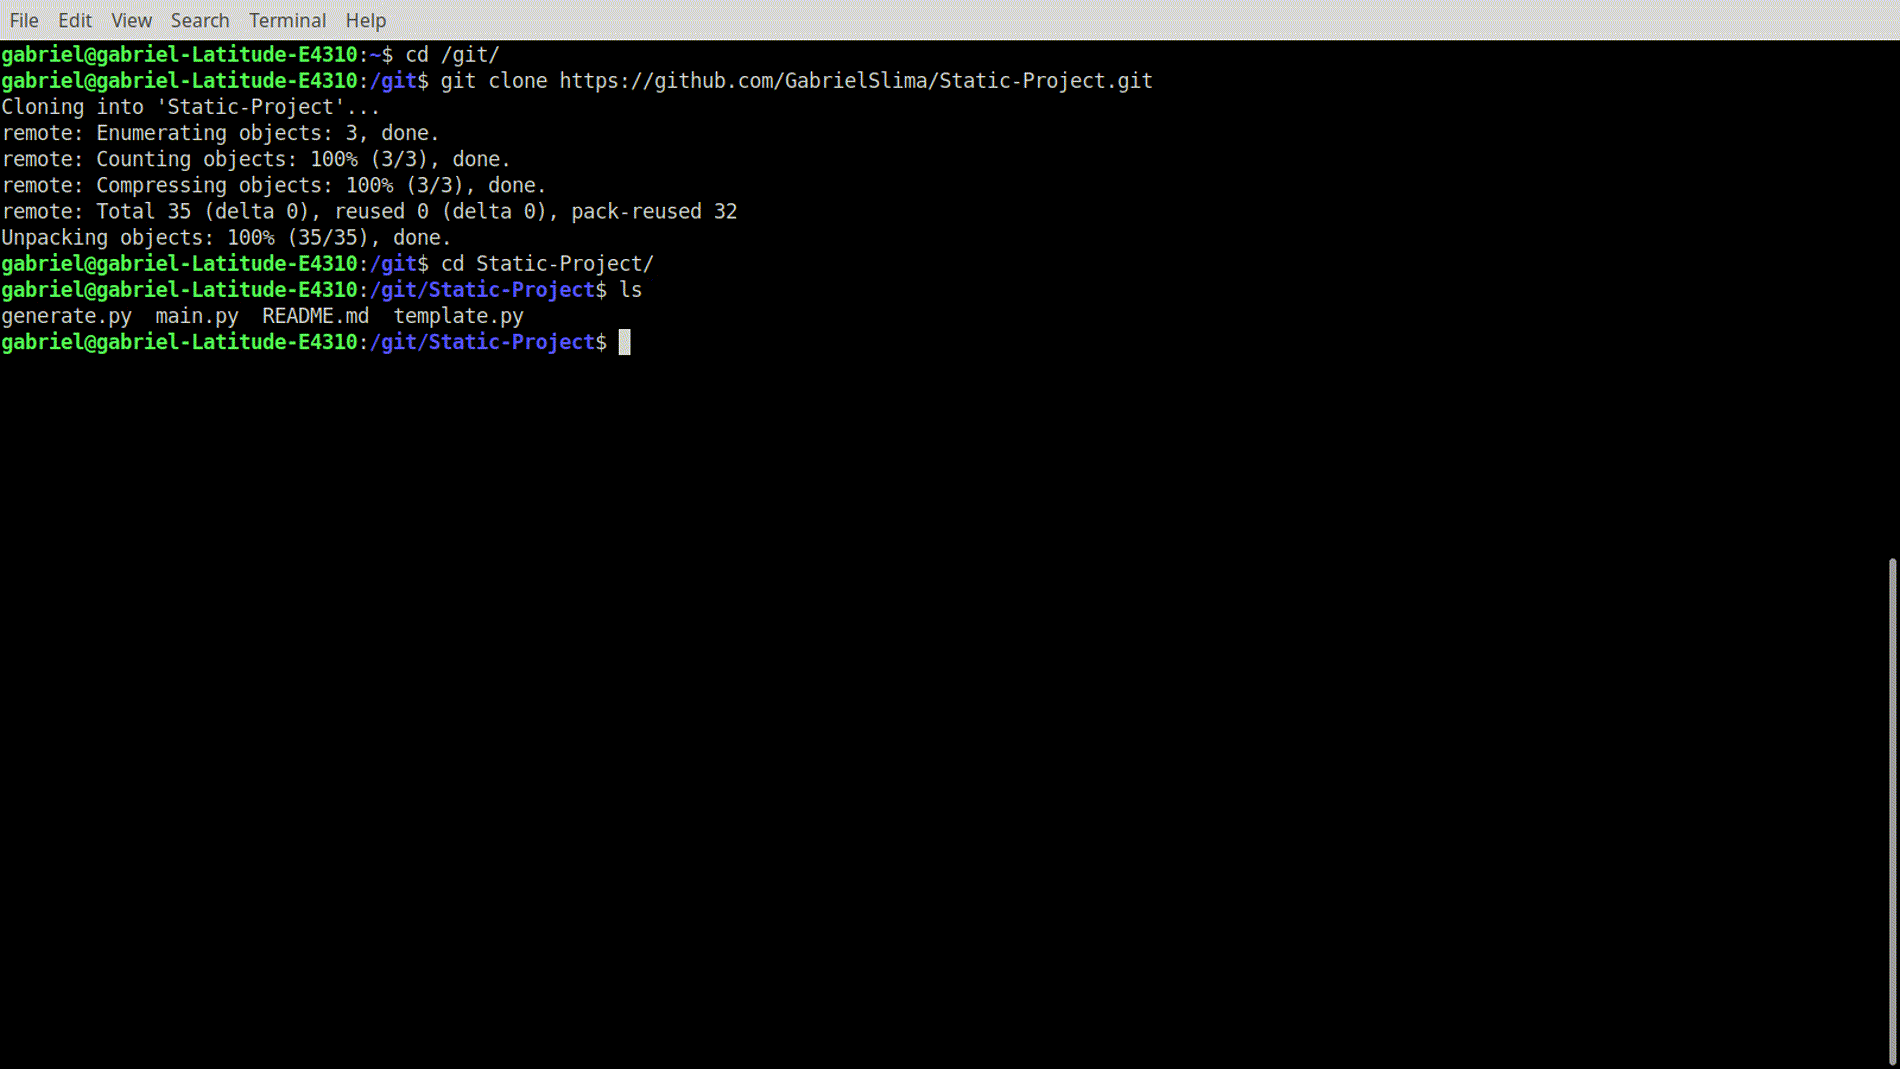 File Edit View Search Terminal Help
gabriel@gabriel-Latitude-E4310:~$ cd /git/
gabriel@gabriel-Latitude-E4310:/git$ git clone https://github.com/GabrielSlima/Static-Project.git
Cloning into 'Static-Project'...
remote: Enumerating objects: 3, done.
remote: Counting objects: 100% (3/3), done.
remote: Compressing objects: 100% (3/3), done.
remote: Total 35 (delta 0), reused 0 (delta 0), pack-reused 32
Unpacking objects: 100% (35/35), done.
gabriel@gabriel-Latitude-E4310:/git$ cd Static-Project/
gabriel@gabriel-Latitude-E4310:/git/Static-Project$ ls
generate.py  main.py  README.md  template.py
gabriel@gabriel-Latitude-E4310:/git/Static-Project$